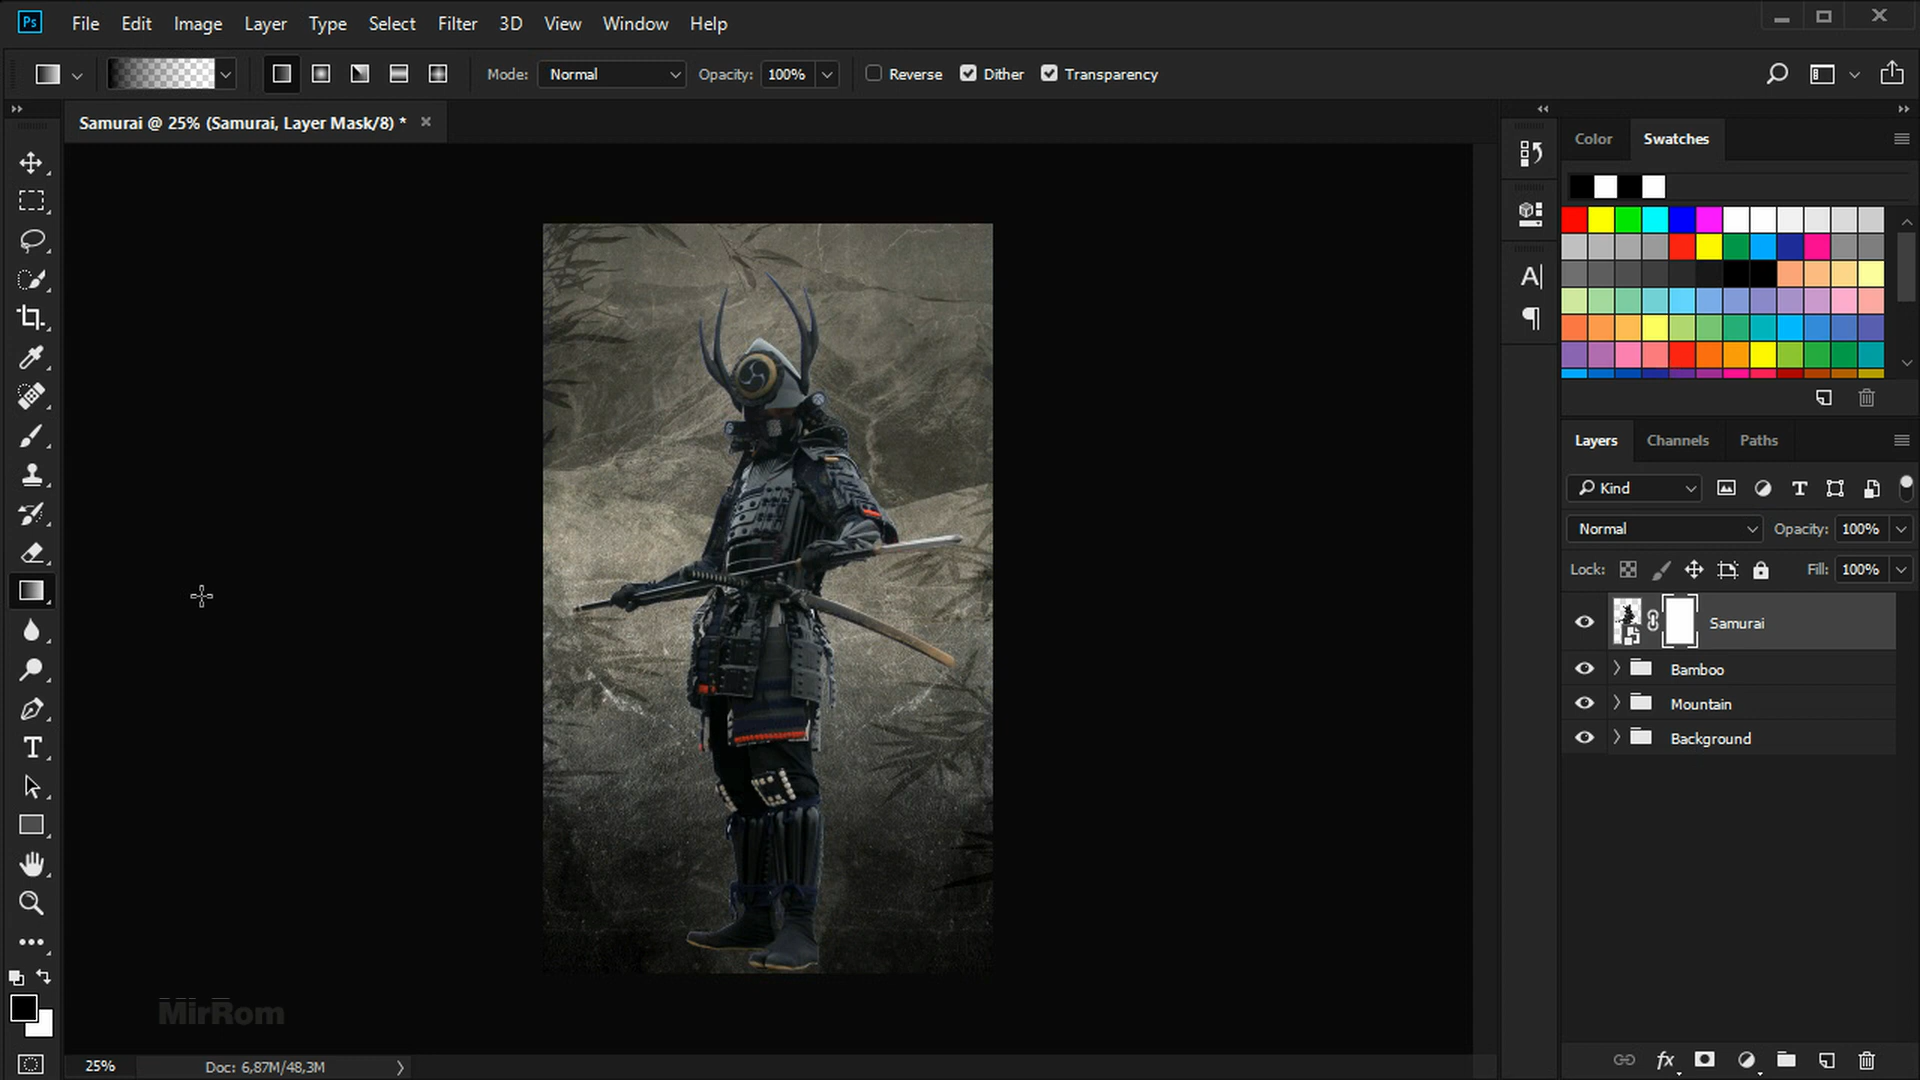 Ps File Edit Image Layer Type Select Filter 3D View Window Help
Mode: Normal Opacity: 100% Reverse Dither Transparency
Samurai @ 25% (Samurai, Layer Mask/8) *
Color Swatches
Layers Channels Paths
Kind
Normal Opacity: 100%
Lock: Fill: 100%
Samurai
Bamboo
Mountain
Background
MirRom
25% Doc: 6,87M/48,3M